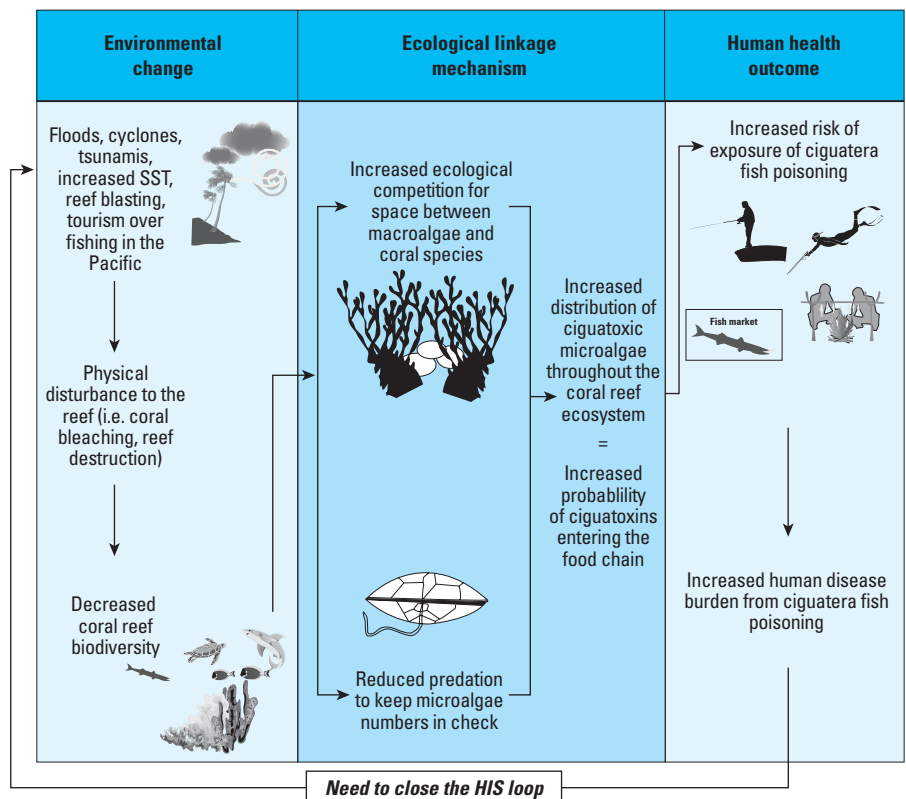 Environmental
change
Ecological linkage
mechanism
Human health
outcome
Floods, cyclones,
tsunamis,
increased SST,
reef blasting,
tourism over
fishing in the
Pacific
Physical
disturbance to the
reef (i.e. coral
bleaching, reef
destruction)
Decreased
coral reef
biodiversity
Increased ecological
competition for
space between
macroalgae and
coral species
Reduced predation
to keep microalgae
numbers in check
Increased
distribution of
ciguatoxic
microalgae
throughout the
coral reef
ecosystem
=
Increased
probablility
of ciguatoxins
entering the
food chain
Increased risk of
exposure of ciguatera
fish poisoning
Fish market
Increased human disease
burden from ciguatera fish
poisoning
Need to close the HIS loop